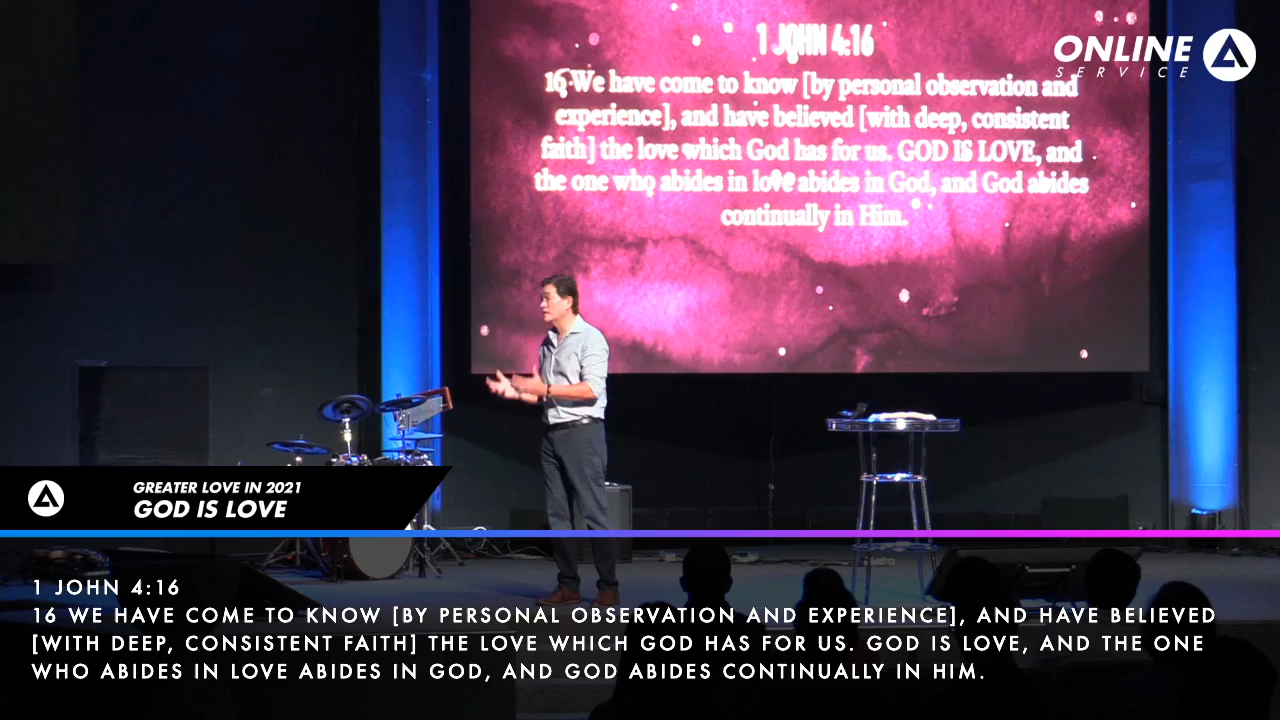 1 JOHN 4:16
16 We have come to know [by personal observation and
experience], and have believed [with deep, consistent
faith] the love which God has for us. GOD IS LOVE, and
the one who abides in love abides in God, and God abides
continually in Him.
ONLINE
SERVICE
GREATER LOVE IN 2021
GOD IS LOVE
1 JOHN 4:16
16 WE HAVE COME TO KNOW [BY PERSONAL OBSERVATION AND EXPERIENCE], AND HAVE BELIEVED
[WITH DEEP, CONSISTENT FAITH] THE LOVE WHICH GOD HAS FOR US. GOD IS LOVE, AND THE ONE
WHO ABIDES IN LOVE ABIDES IN GOD, AND GOD ABIDES CONTINUALLY IN HIM.